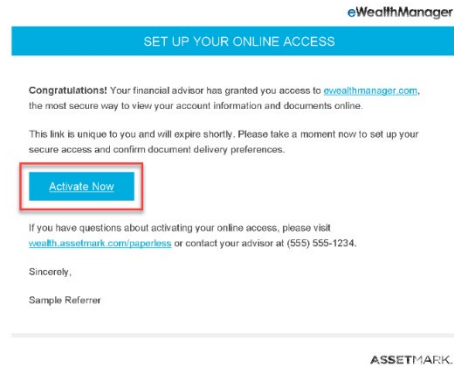 eWealthManager
SET UP YOUR ONLINE ACCESS
Congratulations! Your financial advisor has granted you access to ewealthmanager.com,
the most secure way to view your account information and documents online.
This link is unique to you and will expire shortly. Please take a moment now to set up your
secure access and confirm document delivery preferences.
Activate Now
If you have questions about activating your online access, please visit
wealth.assetmark.com/paperless or contact your advisor at (555) 555-1234.
Sincerely,
Sample Referrer
ASSETMARK.